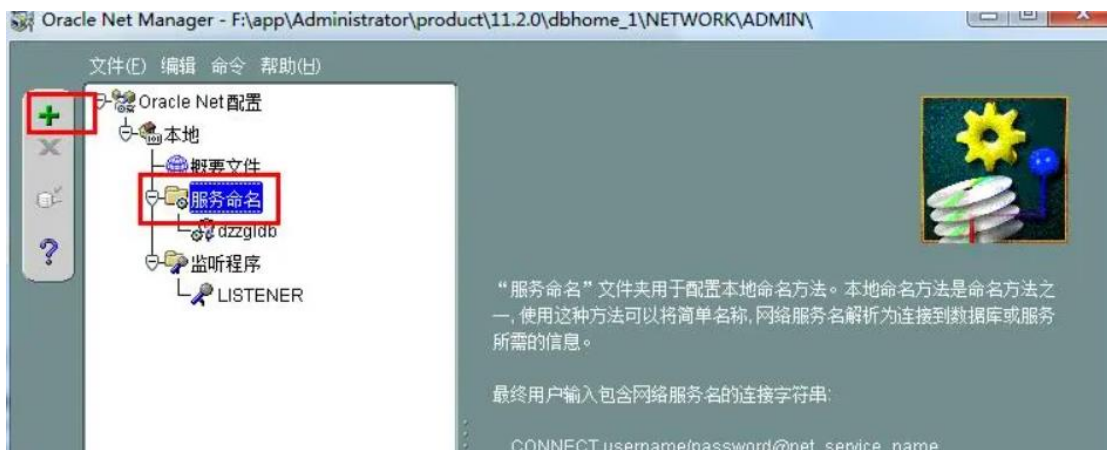 Oracle Net Manager - F:\app\Administrator\product\11.2.0\dbhome_1\NETWORK\ADMIN\
文件(F) 编辑 命令 帮助(H)
Oracle Net 配置
本地
概要文件
服务命名
dzzgldb
监听程序
LISTENER
“服务命名”文件夹用于配置本地命名方法。本地命名方法是命名方法之
一, 使用这种方法可以将简单名称, 网络服务名解析为连接到数据库或服务
所需的信息。
最终用户输入包含网络服务名的连接字符串:
CONNECT username/password@net_service_name